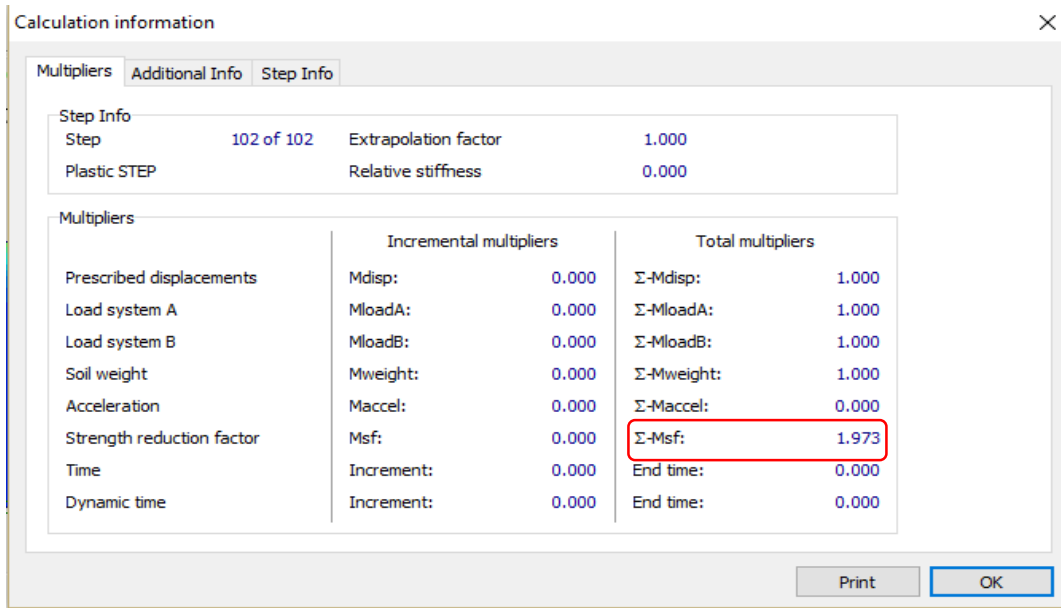 Calculation information
Multipliers Additional Info Step Info
Step Info
Step 102 of 102 Extrapolation factor 1.000
Plastic STEP Relative stiffness 0.000
Multipliers
Incremental multipliers Total multipliers
Prescribed displacements Mdisp: 0.000 Σ-Mdisp: 1.000
Load system A MloadA: 0.000 Σ-MloadA: 1.000
Load system B MloadB: 0.000 Σ-MloadB: 1.000
Soil weight Mweight: 0.000 Σ-Mweight: 1.000
Acceleration Maccel: 0.000 Σ-Maccel: 0.000
Strength reduction factor Msf: 0.000 Σ-Msf: 1.973
Time Increment: 0.000 End time: 0.000
Dynamic time Increment: 0.000 End time: 0.000
Print OK